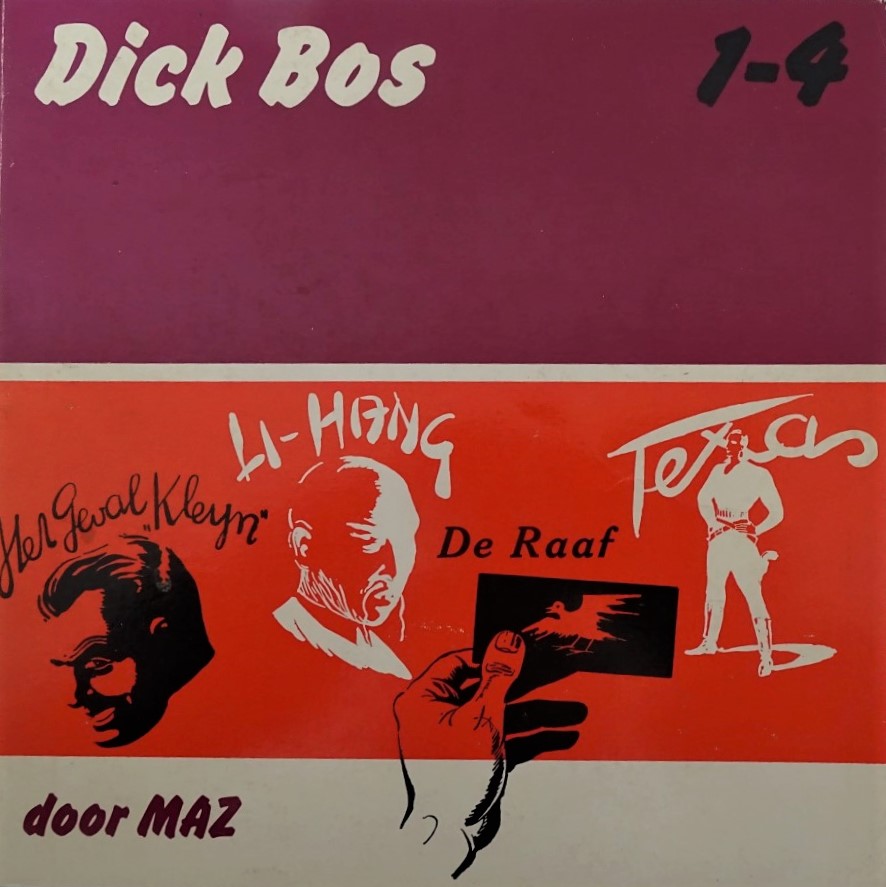 Dick Bos
1-4
Het Geval
"Kleyn"
LI-HANG
De Raaf
Texas
door MAZ